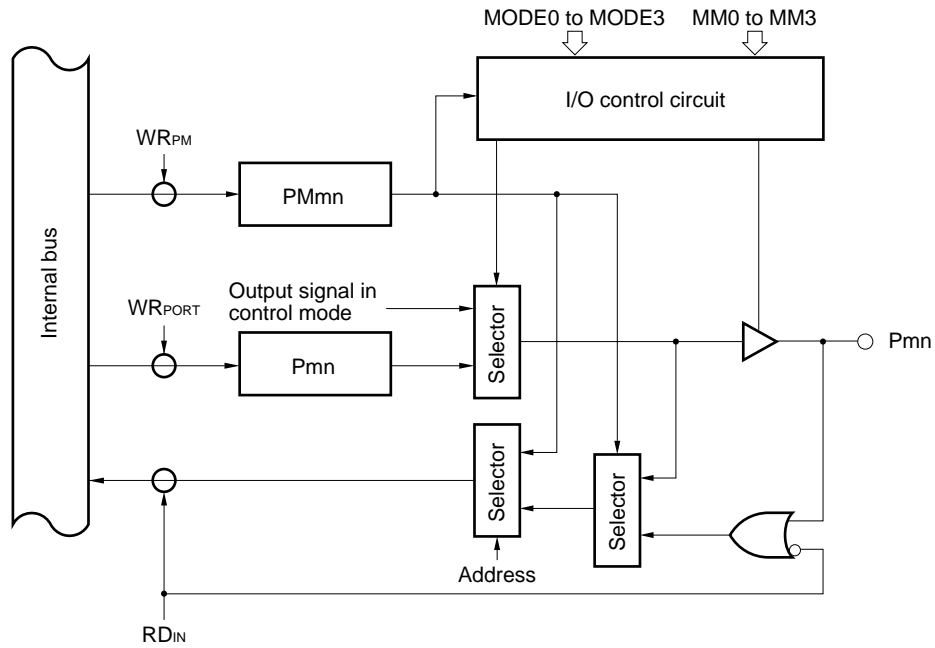 MODE0 to MODE3
MM0 to MM3
I/O control circuit
WRPM
PMmn
Internal bus
Output signal in
control mode
WRPORT
Selector
Pmn
Pmn
Selector
Selector
Address
RDIN